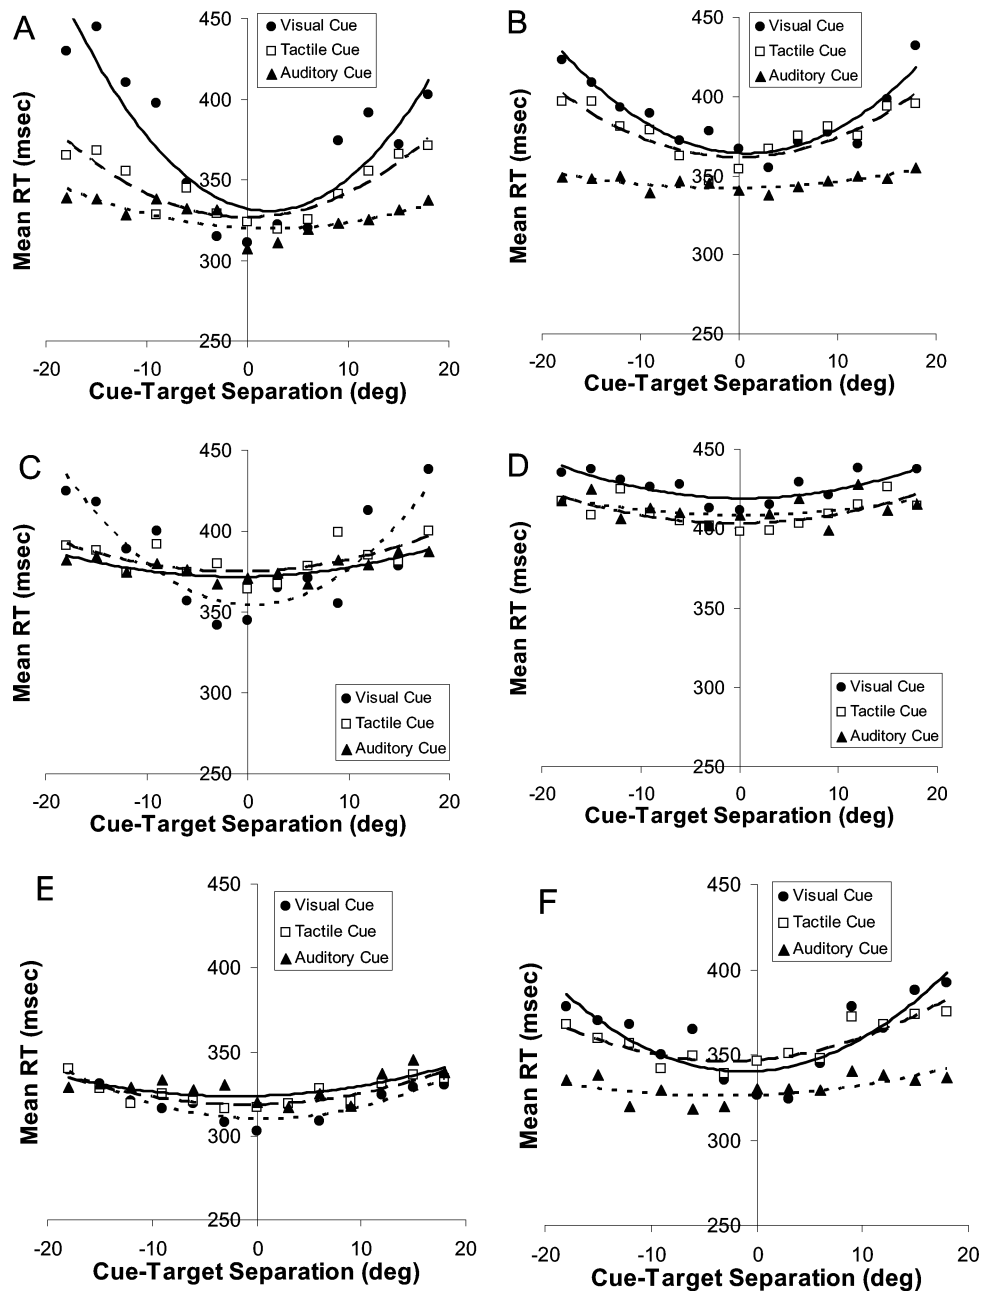 A
450
Visual Cue
Tactile Cue
Auditory Cue
400
350
300
250
Mean RT (msec)
-20 -10 0 10 20
Cue-Target Separation (deg)
B
450
Visual Cue
Tactile Cue
Auditory Cue
400
350
300
250
Mean RT (msec)
-20 -10 0 10 20
Cue-Target Separation (deg)
C
450
400
350
300
250
Mean RT (msec)
Visual Cue
Tactile Cue
Auditory Cue
-20 -10 0 10 20
Cue-Target Separation (deg)
D
450
400
350
300
250
Mean RT (msec)
Visual Cue
Tactile Cue
Auditory Cue
-20 -10 0 10 20
Cue-Target Separation (deg)
E
450
Visual Cue
Tactile Cue
Auditory Cue
400
350
300
250
Mean RT (msec)
-20 -10 0 10 20
Cue-Target Separation (deg)
F
450
Visual Cue
Tactile Cue
Auditory Cue
400
350
300
250
Mean RT (msec)
-20 -10 0 10 20
Cue-Target Separation (deg)